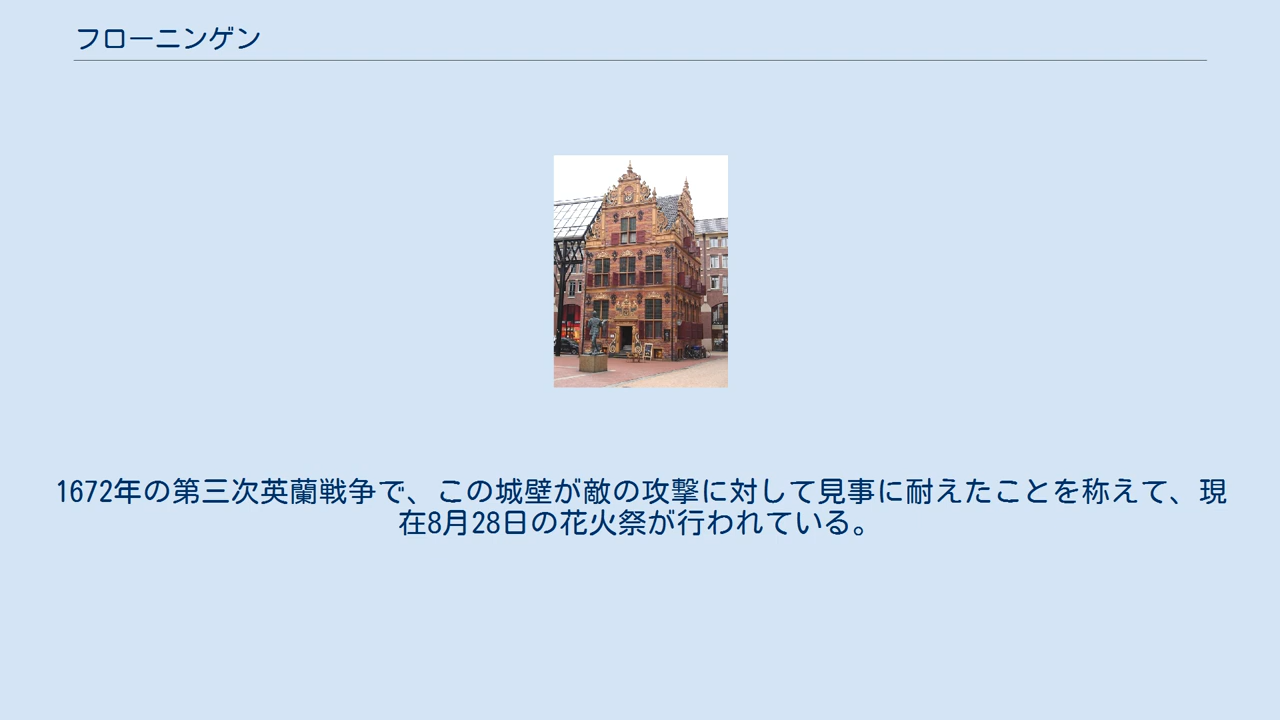 フローニンゲン
1672年の第三次英蘭戦争で、この城壁が敵の攻撃に対して見事に耐えたことを称えて、現
在8月28日の花火祭が行われている。